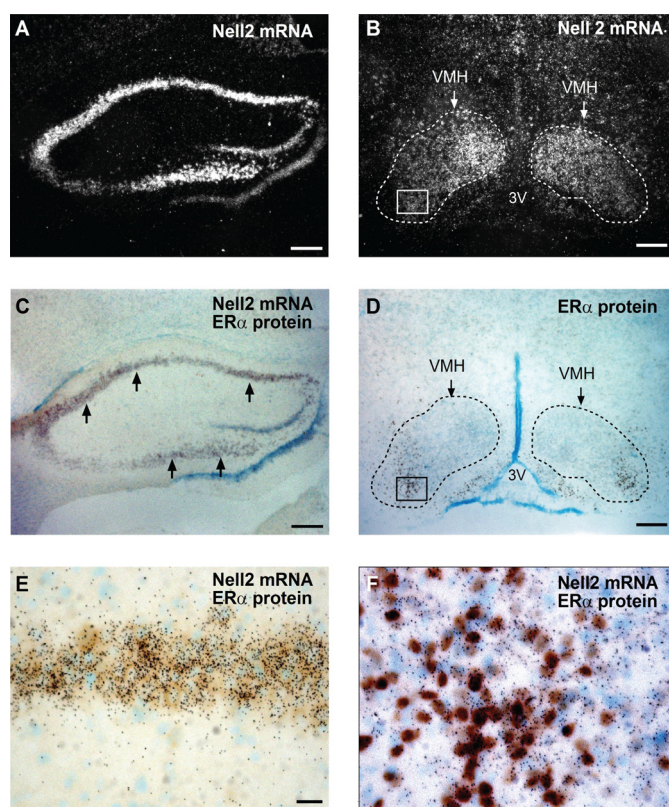 A
Nell2 mRNA
B
Nell 2 mRNA
VMH
VMH
3V
C
Nell2 mRNA
ERα protein
D
ERα protein
VMH
VMH
3V
E
Nell2 mRNA
ERα protein
F
Nell2 mRNA
ERα protein